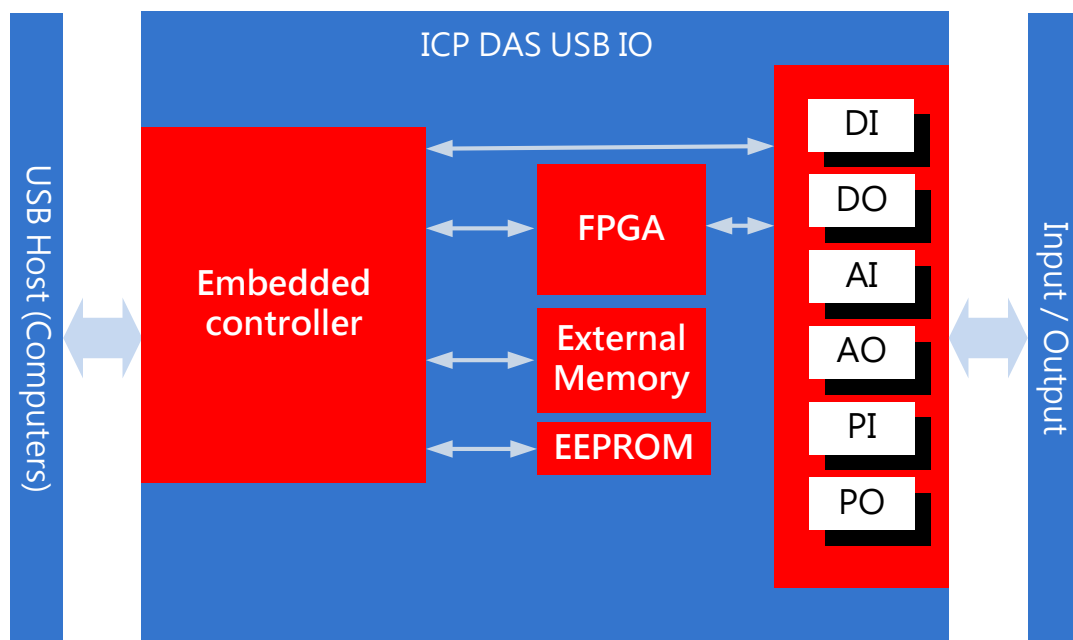 ICP DAS USB IO
USB Host (Computers)
Embedded
controller
FPGA
External
Memory
EEPROM
DI
DO
AI
AO
PI
PO
Input / Output